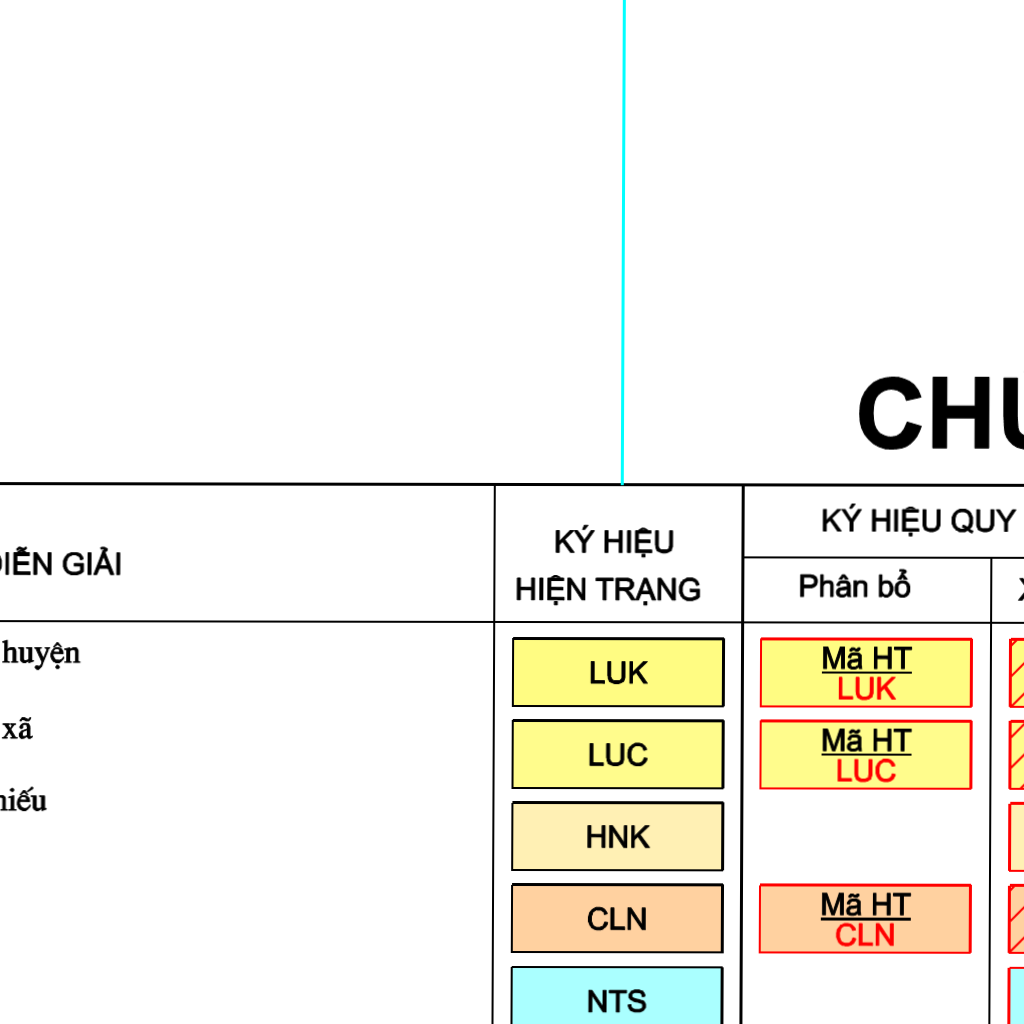 CHU
KÝ HIỆU QUY
DIỄN GIẢI
KÝ HIỆU
HIỆN TRẠNG
Phân bổ
huyện
LUK
Mã HT
LUK
xã
LUC
Mã HT
LUC
hiếu
HNK
CLN
Mã HT
CLN
NTS